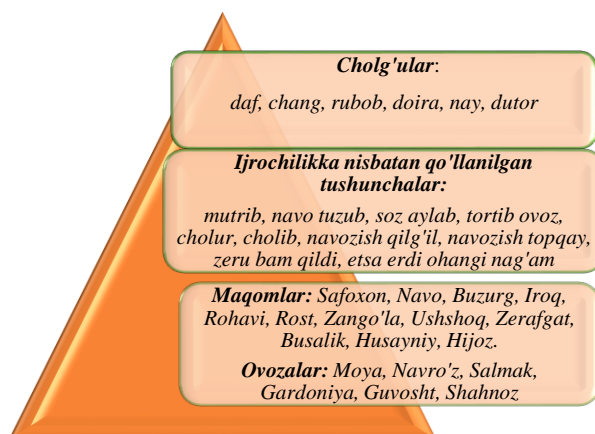 Cholg'ular:
daf, chang, rubob, doira, nay, dutor
Ijrochilikka nisbatan qo'llanilgan
tushunchalar:
mutrib, navo tuzub, soz aylab, tortib ovoz,
cholur, cholib, navozish qilg'il, navozish topqay,
zeru bam qildi, etsa erdi ohangi nag'am
Maqomlar: Safoxon, Navo, Buzurg, Iroq,
Rohavi, Rost, Zango'la, Ushshoq, Zerafgat,
Busalik, Husayniy, Hijoz.
Ovozalar: Moya, Navro'z, Salmak,
Gardoniya, Guvosht, Shahnoz